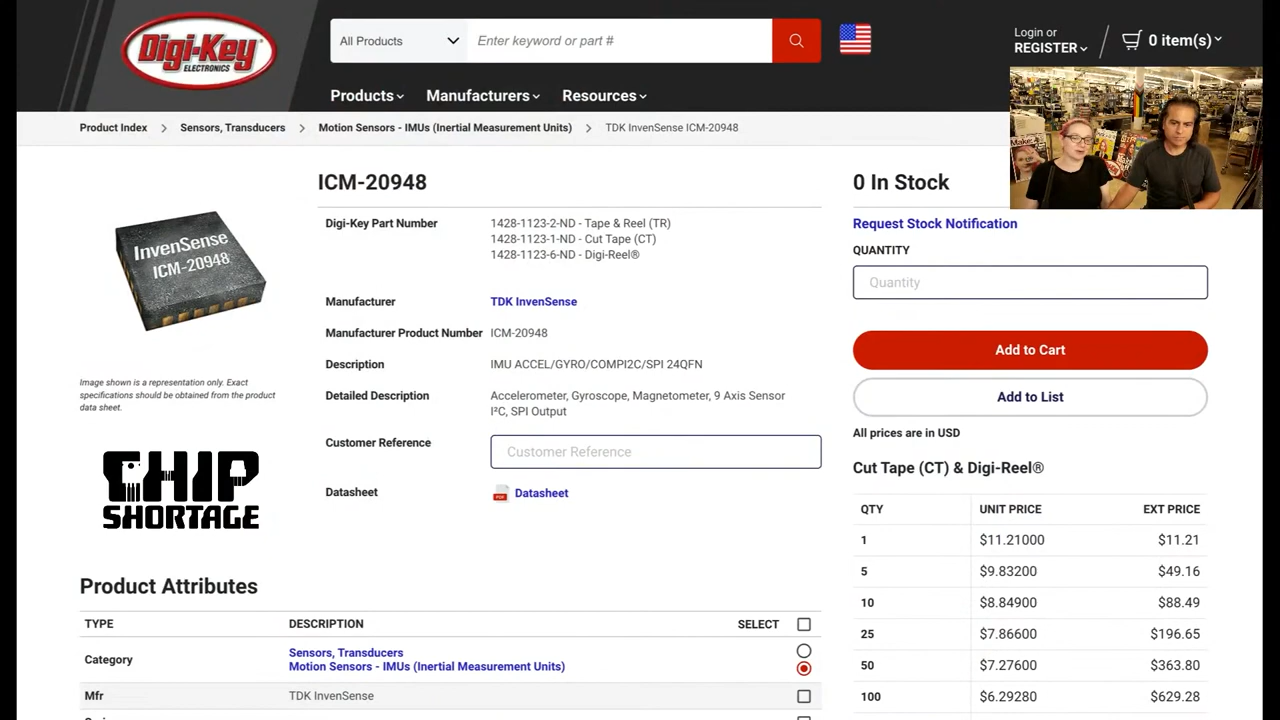 Digi-Key
ELECTRONICS
All Products
Enter keyword or part #
Login or
REGISTER
0 item(s)
Products
Manufacturers
Resources
Product Index
Sensors, Transducers
Motion Sensors - IMUs (Inertial Measurement Units)
TDK InvenSense ICM-20948
Make:
InvenSense
ICM-20948
Image shown is a representation only. Exact
specifications should be obtained from the product
data sheet.
CHIP
SHORTAGE
ICM-20948
Digi-Key Part Number
1428-1123-2-ND - Tape & Reel (TR)
1428-1123-1-ND - Cut Tape (CT)
1428-1123-6-ND - Digi-Reel®
Manufacturer
TDK InvenSense
Manufacturer Product Number
ICM-20948
Description
IMU ACCEL/GYRO/COMPI2C/SPI 24QFN
Detailed Description
Accelerometer, Gyroscope, Magnetometer, 9 Axis Sensor
I²C, SPI Output
Customer Reference
Customer Reference
Datasheet
PDF
Datasheet
0 In Stock
Request Stock Notification
QUANTITY
Quantity
Add to Cart
Add to List
All prices are in USD
Cut Tape (CT) & Digi-Reel®
QTY UNIT PRICE EXT PRICE
1 $11.21000 $11.21
5 $9.83200 $49.16
10 $8.84900 $88.49
25 $7.86600 $196.65
50 $7.27600 $363.80
100 $6.29280 $629.28
Product Attributes
TYPE DESCRIPTION SELECT
Category
Sensors, Transducers
Motion Sensors - IMUs (Inertial Measurement Units)
Mfr TDK InvenSense